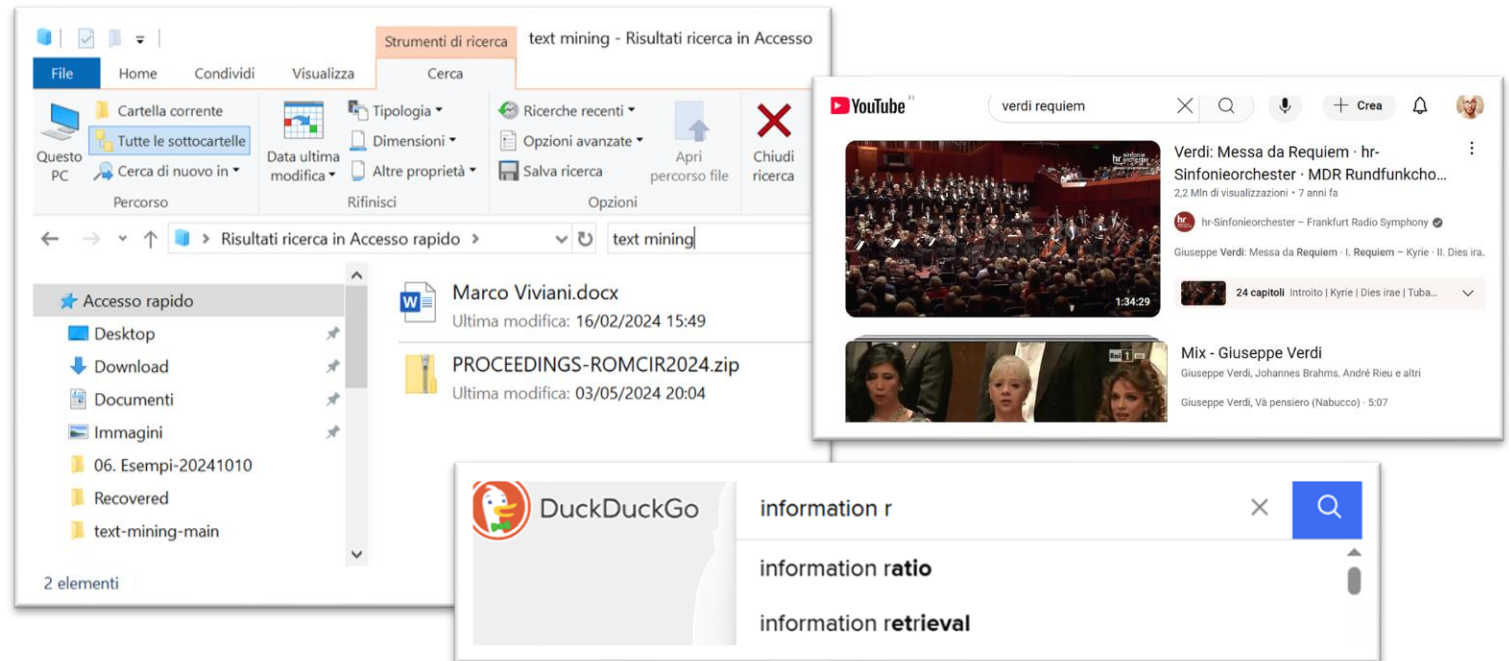 Strumenti di ricerca
text mining - Risultati ricerca in Accesso
File Home Condividi Visualizza Cerca
Questo PC
Cartella corrente
Tutte le sottocartelle
Cerca di nuovo in
Percorso
Data ultima modifica
Tipologia
Dimensioni
Altre proprietà
Rifinisci
Ricerche recenti
Opzioni avanzate
Salva ricerca
Apri percorso file
Opzioni
Chiudi ricerca
Risultati ricerca in Accesso rapido
text mining
Accesso rapido
Desktop
Download
Documenti
Immagini
06. Esempi-20241010
Recovered
text-mining-main
Marco Viviani.docx
Ultima modifica: 16/02/2024 15:49
PROCEEDINGS-ROMCIR2024.zip
Ultima modifica: 03/05/2024 20:04
2 elementi
YouTube
verdi requiem
Crea
hr sinfonie orchester
1:34:29
Verdi: Messa da Requiem · hr-
Sinfonieorchester · MDR Rundfunkcho...
2,2 Mln di visualizzazioni • 7 anni fa
hr hr-Sinfonieorchester – Frankfurt Radio Symphony
Giuseppe Verdi: Messa da Requiem · I. Requiem – Kyrie · II. Dies ira.
24 capitoli Introito | Kyrie | Dies irae | Tuba...
Rai 1
Mix - Giuseppe Verdi
Giuseppe Verdi, Johannes Brahms, André Rieu e altri
Giuseppe Verdi, Và pensiero (Nabucco) · 5:07
DuckDuckGo
information r
information ratio
information retrieval